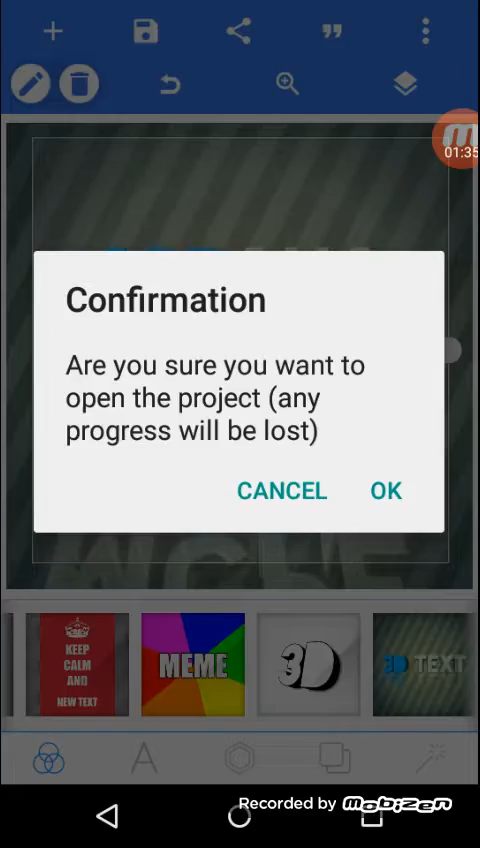 01:35
Confirmation
Are you sure you want to
open the project (any
progress will be lost)
CANCEL OK
KEEP
CALM
AND
NEW TEXT
MEME
3D
3D TEXT
A
Recorded by Mobizen